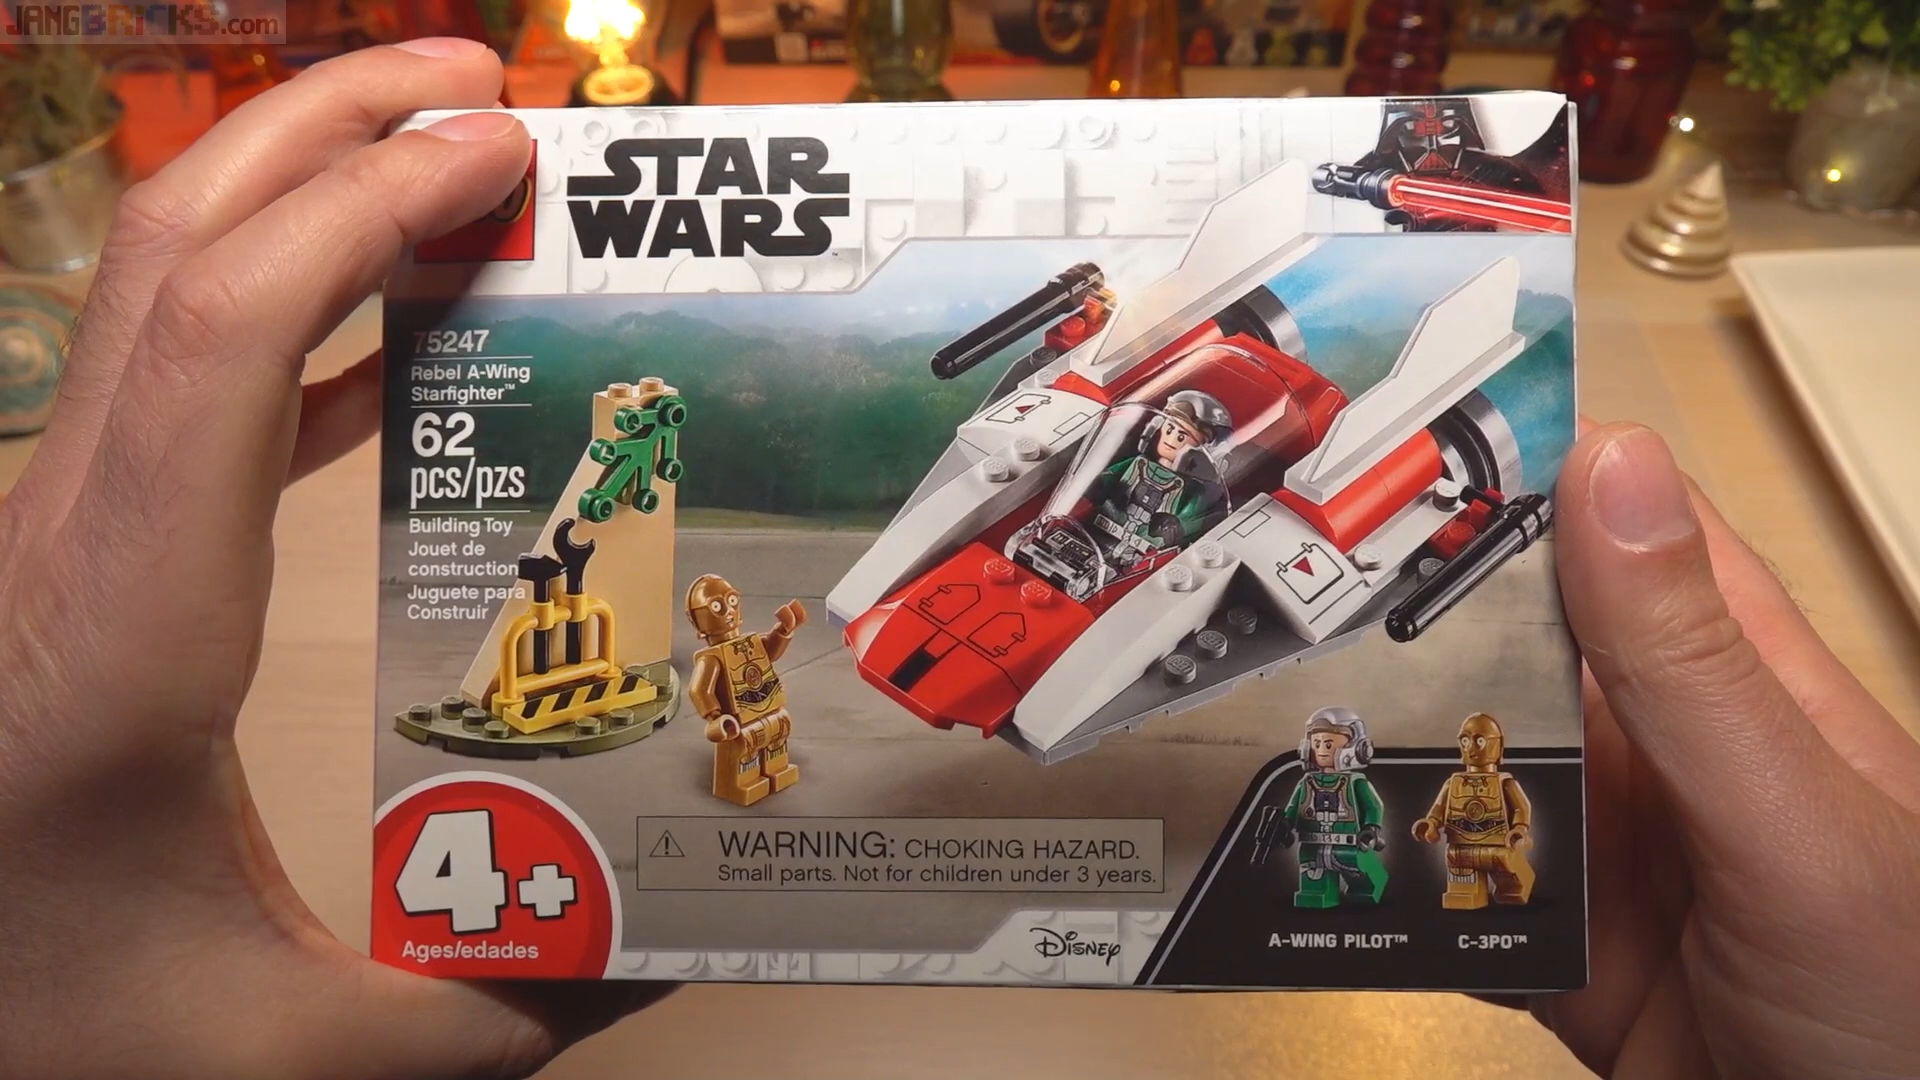 JANGBRICKS.com
STAR
WARS
75247
Rebel A-Wing
Starfighter™
62
pcs/pzs
Building Toy
Jouet de
construction
Juguete para
Construir
4+
Ages/edades
WARNING: CHOKING HAZARD.
Small parts. Not for children under 3 years.
Disney
A-WING PILOT™
C-3PO™